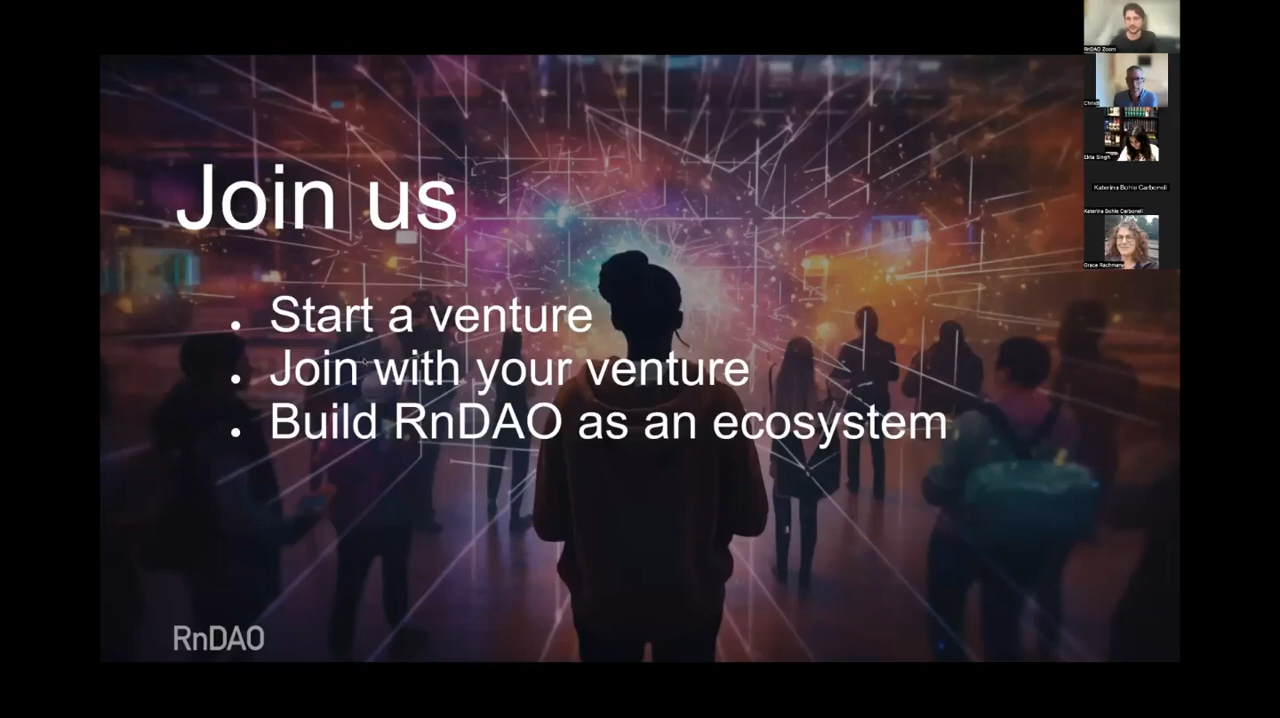 RnDAO Zoom
Join us
• Start a venture
• Join with your venture
• Build RnDAO as an ecosystem
RnDAO
Ekta Singh
Katerina Bohle Carbonell
Katerina Bohle Carbonell
Grace Rachmany